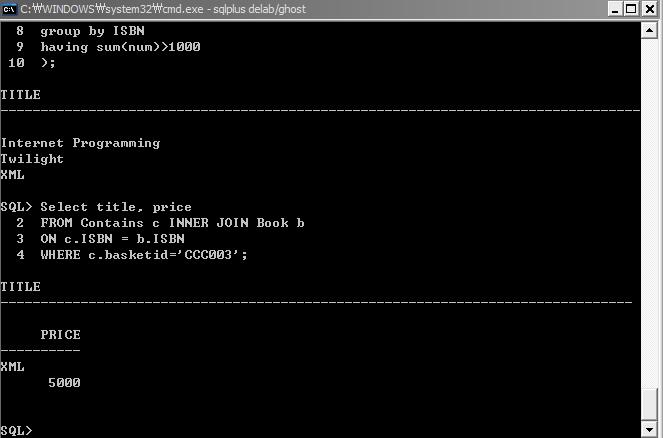 C:₩WINDOWS₩system32₩cmd.exe - sqlplus delab/ghost
8 group by ISBN
9 having sum(num)>1000
10 );
TITLE
--------------------------------------------------------------------------------
Internet Programming
Twilight
XML
SQL> Select title, price
2 FROM Contains c INNER JOIN Book b
3 ON c.ISBN = b.ISBN
4 WHERE c.basketid='CCC003';
TITLE
--------------------------------------------------------------------------------
PRICE
----------
XML
5000
SQL>